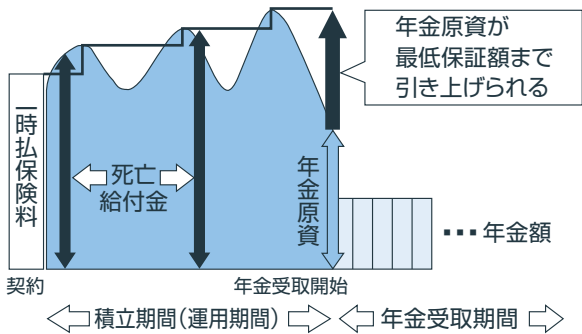 年金原資が
最低保証額まで
引き上げられる
一時払保険料
死亡
給付金
年金原資
･･･ 年金額
契約
年金受取開始
積立期間(運用期間)
年金受取期間